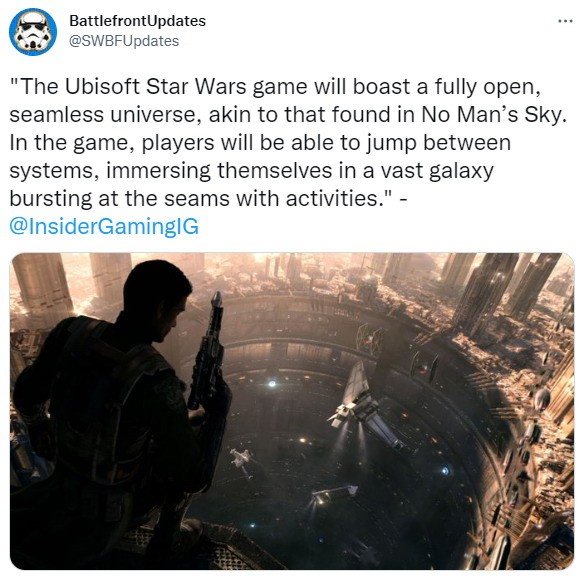 BattlefrontUpdates
@SWBFUpdates
"The Ubisoft Star Wars game will boast a fully open,
seamless universe, akin to that found in No Man’s Sky.
In the game, players will be able to jump between
systems, immersing themselves in a vast galaxy
bursting at the seams with activities." -
@InsiderGamingIG